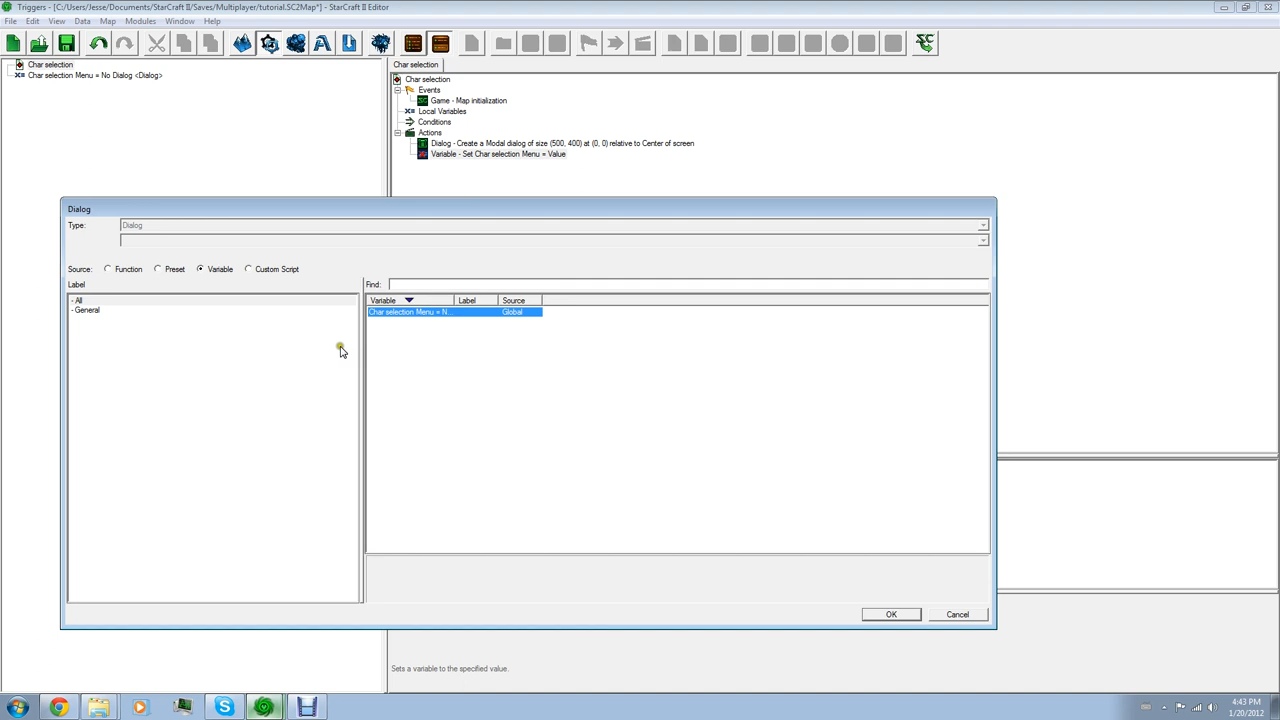 Triggers - [C:/Users/Jesse/Documents/StarCraft II/Saves/Multiplayer/tutorial.SC2Map*] - StarCraft II Editor
File Edit View Data Map Modules Window Help
Char selection
Char selection Menu = No Dialog <Dialog>
Char selection
Char selection
Events
Game - Map initialization
Local Variables
Conditions
Actions
Dialog - Create a Modal dialog of size (500, 400) at (0, 0) relative to Center of screen
Variable - Set Char selection Menu = Value
Dialog
Type: Dialog
Source: Function Preset Variable Custom Script
Label
Find:
- All
- General
Variable Label Source
Char selection Menu = N... Global
OK Cancel
Sets a variable to the specified value.
4:43 PM
1/20/2012